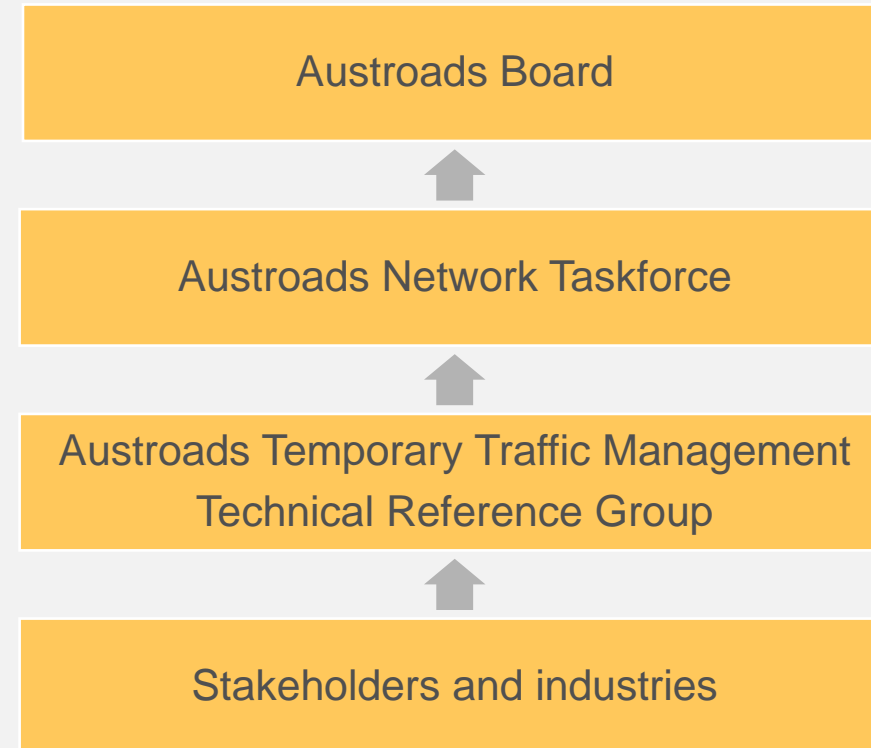 Austroads Board
Austroads Network Taskforce
Austroads Temporary Traffic Management
Technical Reference Group
Stakeholders and industries